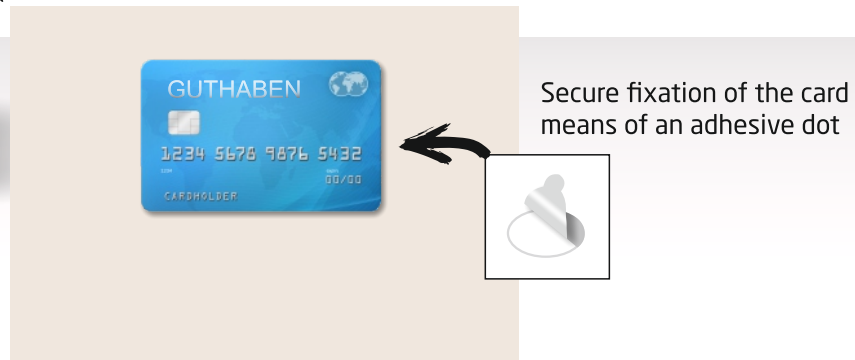 GUTHABEN
1234 5678 9876 5432
00/00
CARDHOLDER
Secure fixation of the card
means of an adhesive dot